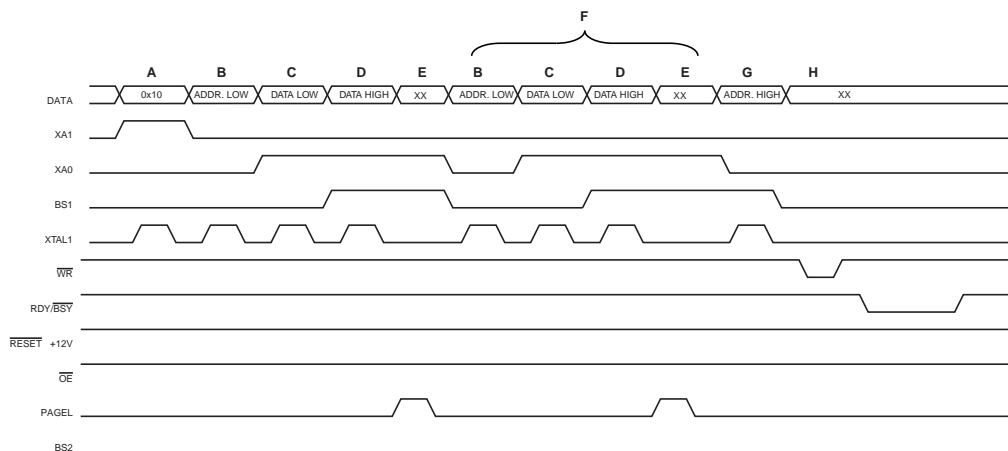 F
A B C D E B C D E G H
DATA 0x10 ADDR. LOW DATA LOW DATA HIGH XX ADDR. LOW DATA LOW DATA HIGH XX ADDR. HIGH XX
XA1
XA0
BS1
XTAL1
WR
RDY/BSY
RESET +12V
OE
PAGEL
BS2